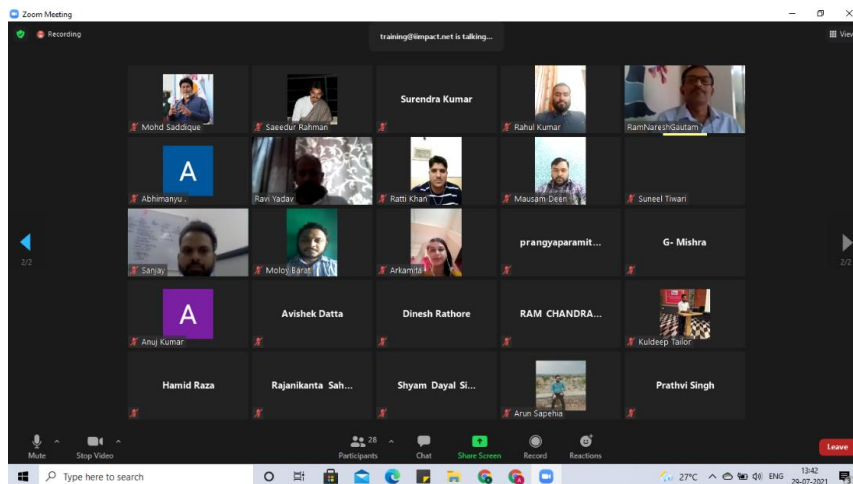 Zoom Meeting
Recording
training@iimpact.net is talking...
View
Mohd Saddique
Saeedur Rahman
Surendra Kumar
Rahul Kumar
RamNareshGautam
A
Abhimanyu .
Ravi Yadav
Ratti Khan
Mausam Deen
Suneel Tiwari
2/2
Sanjay
Moloy Barat
Arkamita
prangyaparamit...
G- Mishra
2/2
A
Anuj Kumar
Avishek Datta
Dinesh Rathore
RAM CHANDRA...
Kuldeep Tailor
Hamid Raza
Rajanikanta Sah...
Shyam Dayal Si...
Arun Sapehia
Prathvi Singh
Mute
Stop Video
28
Participants
Chat
Share Screen
Record
Reactions
Leave
Type here to search
27°C
ENG
13:42
29-07-2021